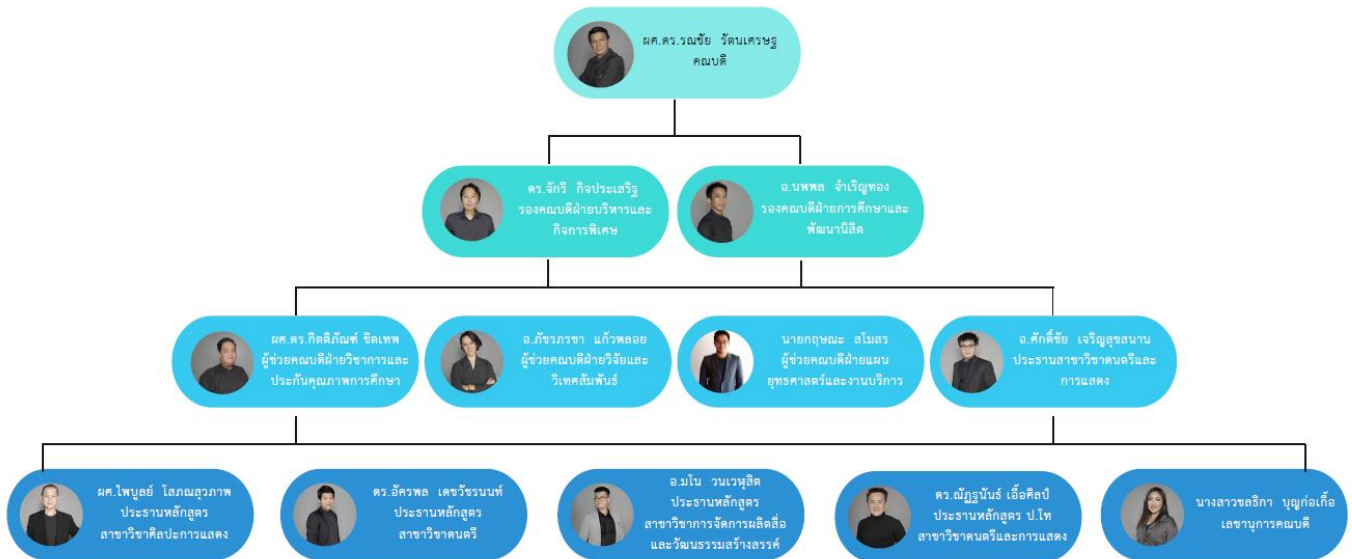 ผศ.ดร.รณชัย รัตนเศรษฐ
คณบดี
ดร.จักรี กิจประเสริฐ
รองคณบดีฝ่ายบริหารและ
กิจการพิเศษ
อ.นพพล จำเริญทอง
รองคณบดีฝ่ายการศึกษาและ
พัฒนานิสิต
ผศ.ดร.กิตติภัณฑ์ ชิตเทพ
ผู้ช่วยคณบดีฝ่ายวิชาการและ
ประกันคุณภาพการศึกษา
อ.ภัชรภรชา แก้วพลอย
ผู้ช่วยคณบดีฝ่ายวิจัยและ
วิเทศสัมพันธ์
นายกฤษณะ สโมสร
ผู้ช่วยคณบดีฝ่ายแผน
ยุทธศาสตร์และงานบริการ
อ.ศักดิ์ชัย เจริญสุขสนาน
ประธานสาขาวิชาดนตรีและ
การแสดง
ผศ.ไพบูลย์ โสภณสุวภาพ
ประธานหลักสูตร
สาขาวิชาศิลปะการแสดง
ดร.อัครพล เดชวัชรนนท์
ประธานหลักสูตร
สาขาวิชาดนตรี
อ.มโน วนเวฬุสิต
ประธานหลักสูตร
สาขาวิชาการจัดการผลิตสื่อ
และวัฒนธรรมสร้างสรรค์
ดร.ณัฏฐนันธ์ เอื้อศิลป์
ประธานหลักสูตร ป.โท
สาขาวิชาดนตรีและการแสดง
นางสาวชลธิกา บุญก่อเกื้อ
เลขานุการคณบดี